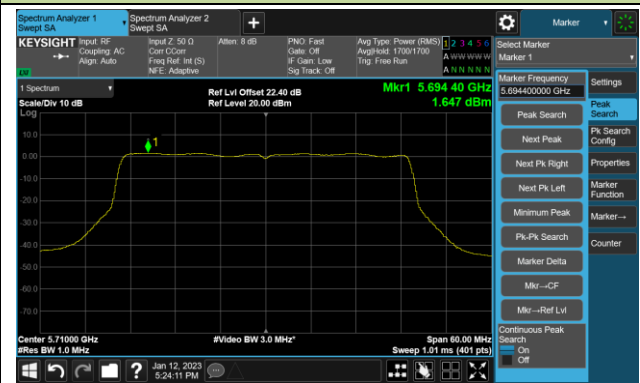 Spectrum Analyzer 1
Swept SA
Spectrum Analyzer 2
Swept SA
+
Marker
KEYSIGHT
Input: RF
Coupling: AC
Align: Auto
Input Z: 50 Ω
Corr CCorr
Freq Ref: Int (S)
NFE: Adaptive
Atten: 8 dB
PNO: Fast
Gate: Off
IF Gain: Low
Sig Track: Off
Avg Type: Power (RMS)
Avg|Hold: 1700/1700
Trig: Free Run
1 2 3 4 5 6
A W W W W W
A N N N N N
Select Marker
Marker 1
1 Spectrum
Scale/Div 10 dB
Log
Ref Lvl Offset 22.40 dB
Ref Level 20.00 dBm
Mkr1 5.694 40 GHz
1.647 dBm
10.0
0.00
-10.0
-20.0
-30.0
-40.0
-50.0
-60.0
-70.0
1
Center 5.71000 GHz
#Res BW 1.0 MHz
#Video BW 3.0 MHz*
Span 60.00 MHz
Sweep 1.01 ms (401 pts)
Marker Frequency
5.694400000 GHz
Peak Search
Next Peak
Next Pk Right
Next Pk Left
Minimum Peak
Pk-Pk Search
Marker Delta
Mkr→CF
Mkr→Ref Lvl
Continuous Peak
Search
On
Off
Settings
Peak
Search
Pk Search
Config
Properties
Marker
Function
Marker→
Counter
?
Jan 12, 2023
5:24:11 PM